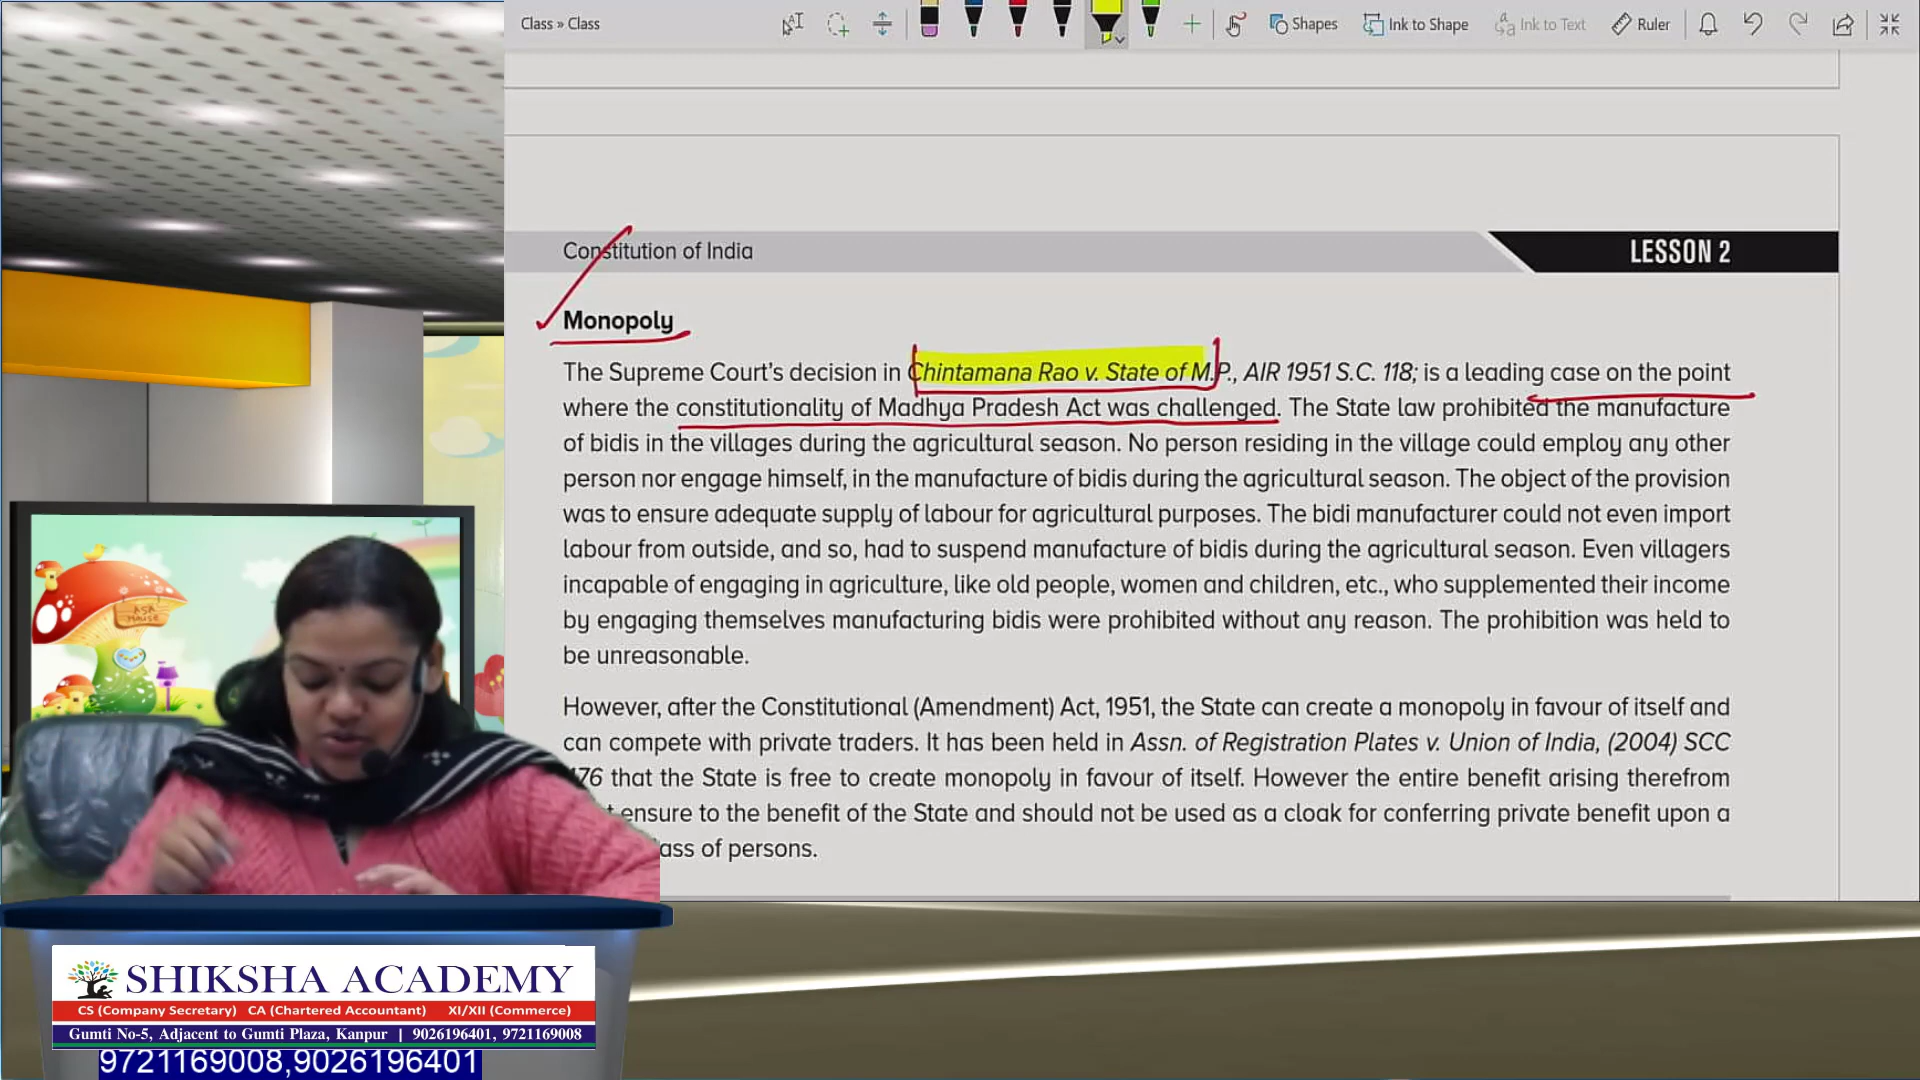 Class » Class
Shapes
Ink to Shape
Ink to Text
Ruler
Constitution of India
LESSON 2
Monopoly
The Supreme Court's decision in Chintamana Rao v. State of M.P., AIR 1951 S.C. 118; is a leading case on the point
where the constitutionality of Madhya Pradesh Act was challenged. The State law prohibited the manufacture
of bidis in the villages during the agricultural season. No person residing in the village could employ any other
person nor engage himself, in the manufacture of bidis during the agricultural season. The object of the provision
was to ensure adequate supply of labour for agricultural purposes. The bidi manufacturer could not even import
labour from outside, and so, had to suspend manufacture of bidis during the agricultural season. Even villagers
incapable of engaging in agriculture, like old people, women and children, etc., who supplemented their income
by engaging themselves manufacturing bidis were prohibited without any reason. The prohibition was held to
be unreasonable.
However, after the Constitutional (Amendment) Act, 1951, the State can create a monopoly in favour of itself and
can compete with private traders. It has been held in Assn. of Registration Plates v. Union of India, (2004) SCC
476 that the State is free to create monopoly in favour of itself. However the entire benefit arising therefrom
ensure to the benefit of the State and should not be used as a cloak for conferring private benefit upon a
of persons.
SHIKSHA ACADEMY
CS (Company Secretary) CA (Chartered Accountant) XI/XII (Commerce)
Gumti No-5, Adjacent to Gumti Plaza, Kanpur | 9026196401, 9721169008
9721169008,9026196401